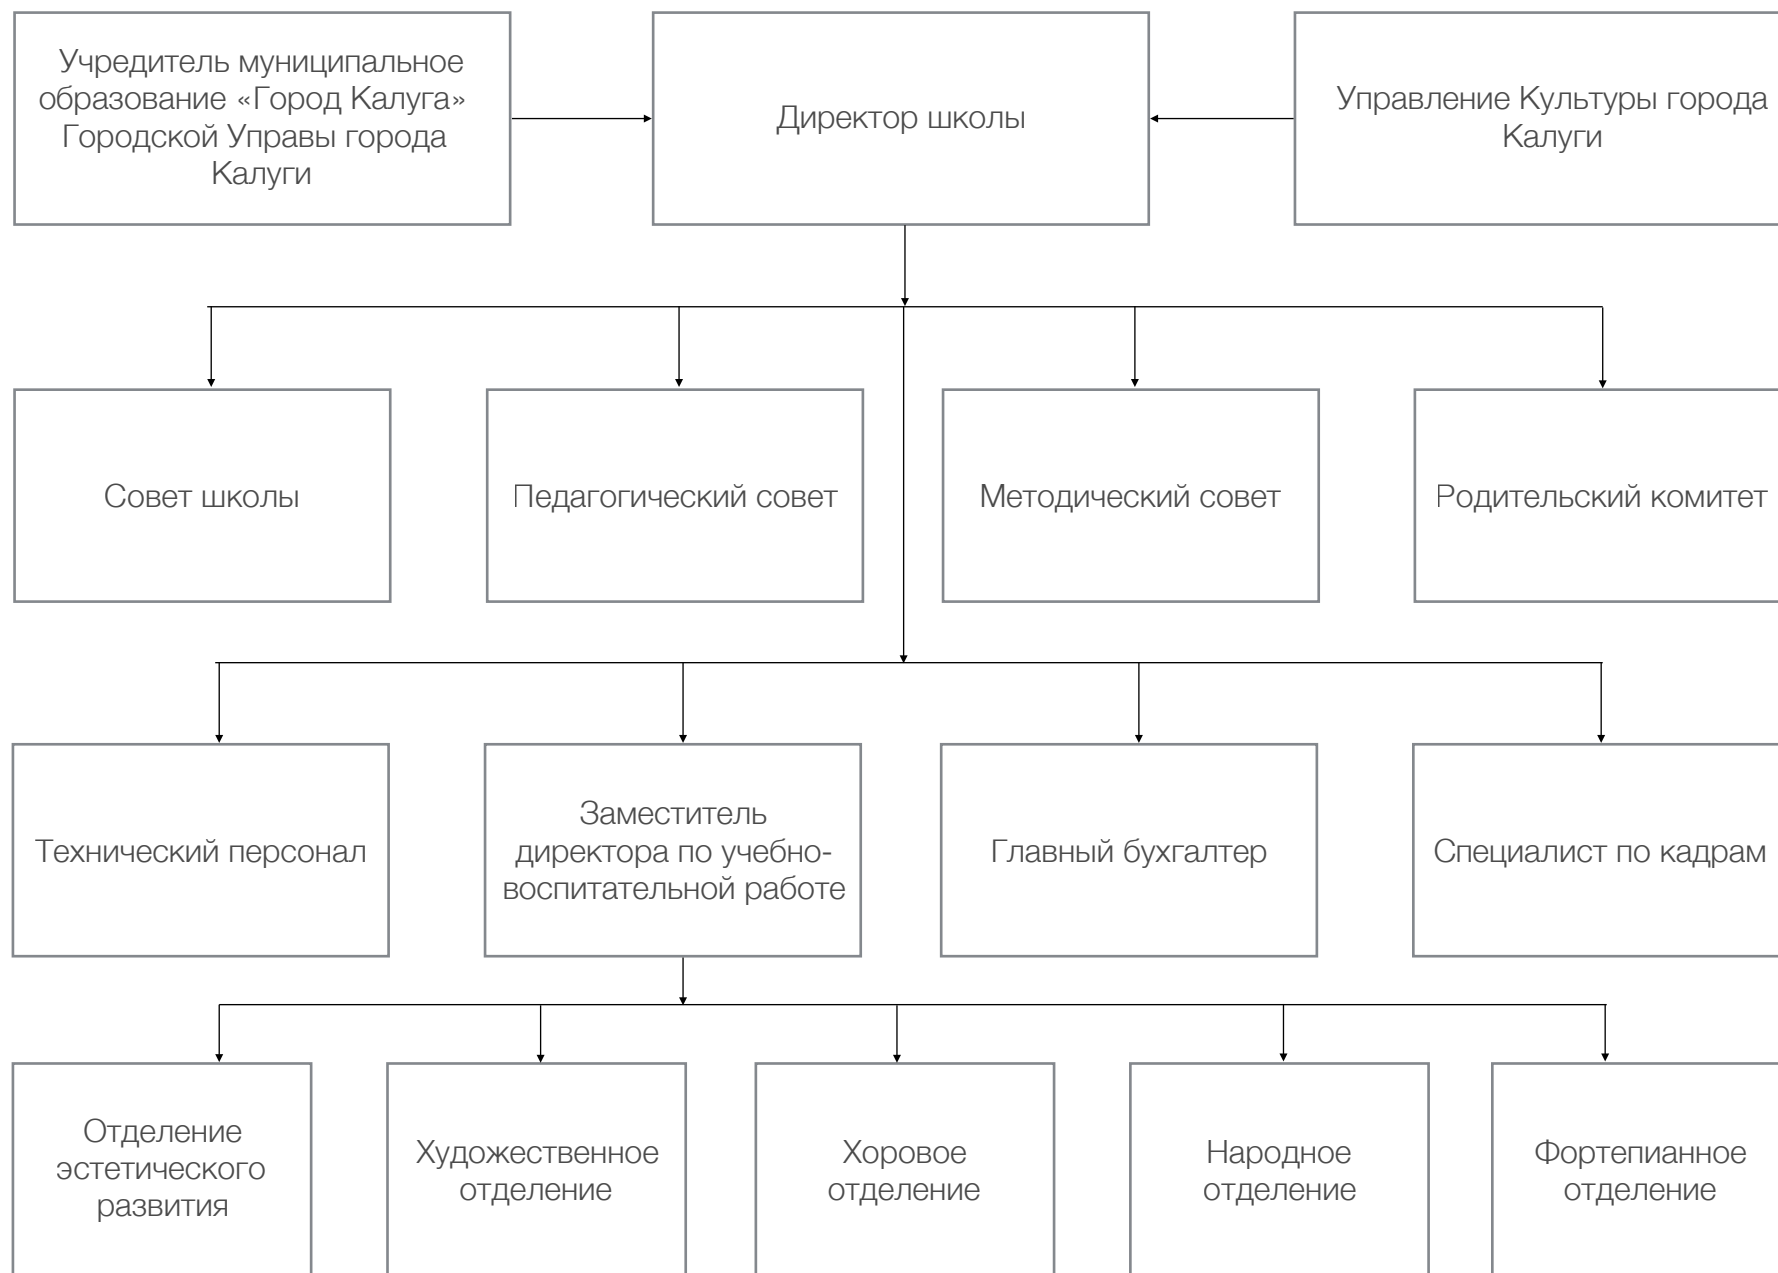 Учредитель муниципальное
образование «Город Калуга»
Городской Управы города
Калуги
Директор школы
Управление Культуры города
Калуги
Совет школы
Педагогический совет
Методический совет
Родительский комитет
Технический персонал
Заместитель
директора по учебно-
воспитательной работе
Главный бухгалтер
Специалист по кадрам
Отделение
эстетического
развития
Художественное
отделение
Хоровое
отделение
Народное
отделение
Фортепианное
отделение